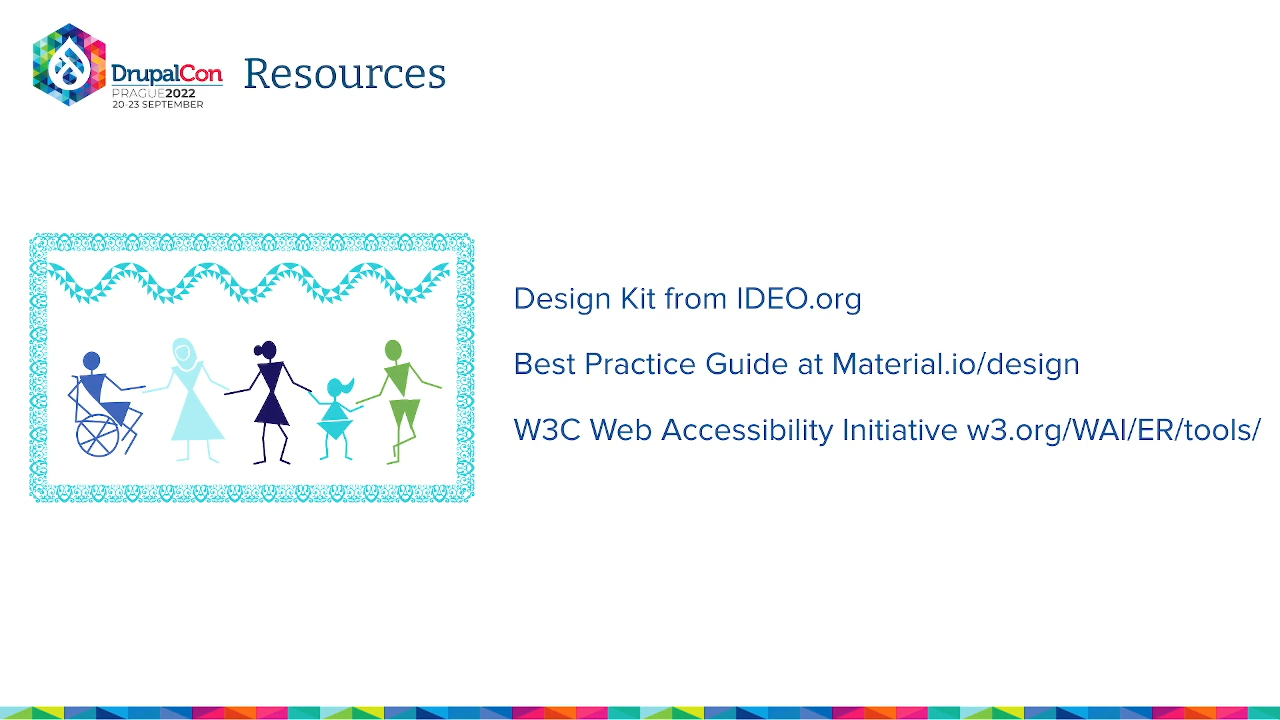 DrupalCon
PRAGUE2022
20-23 SEPTEMBER
Resources
Design Kit from IDEO.org
Best Practice Guide at Material.io/design
W3C Web Accessibility Initiative w3.org/WAI/ER/tools/